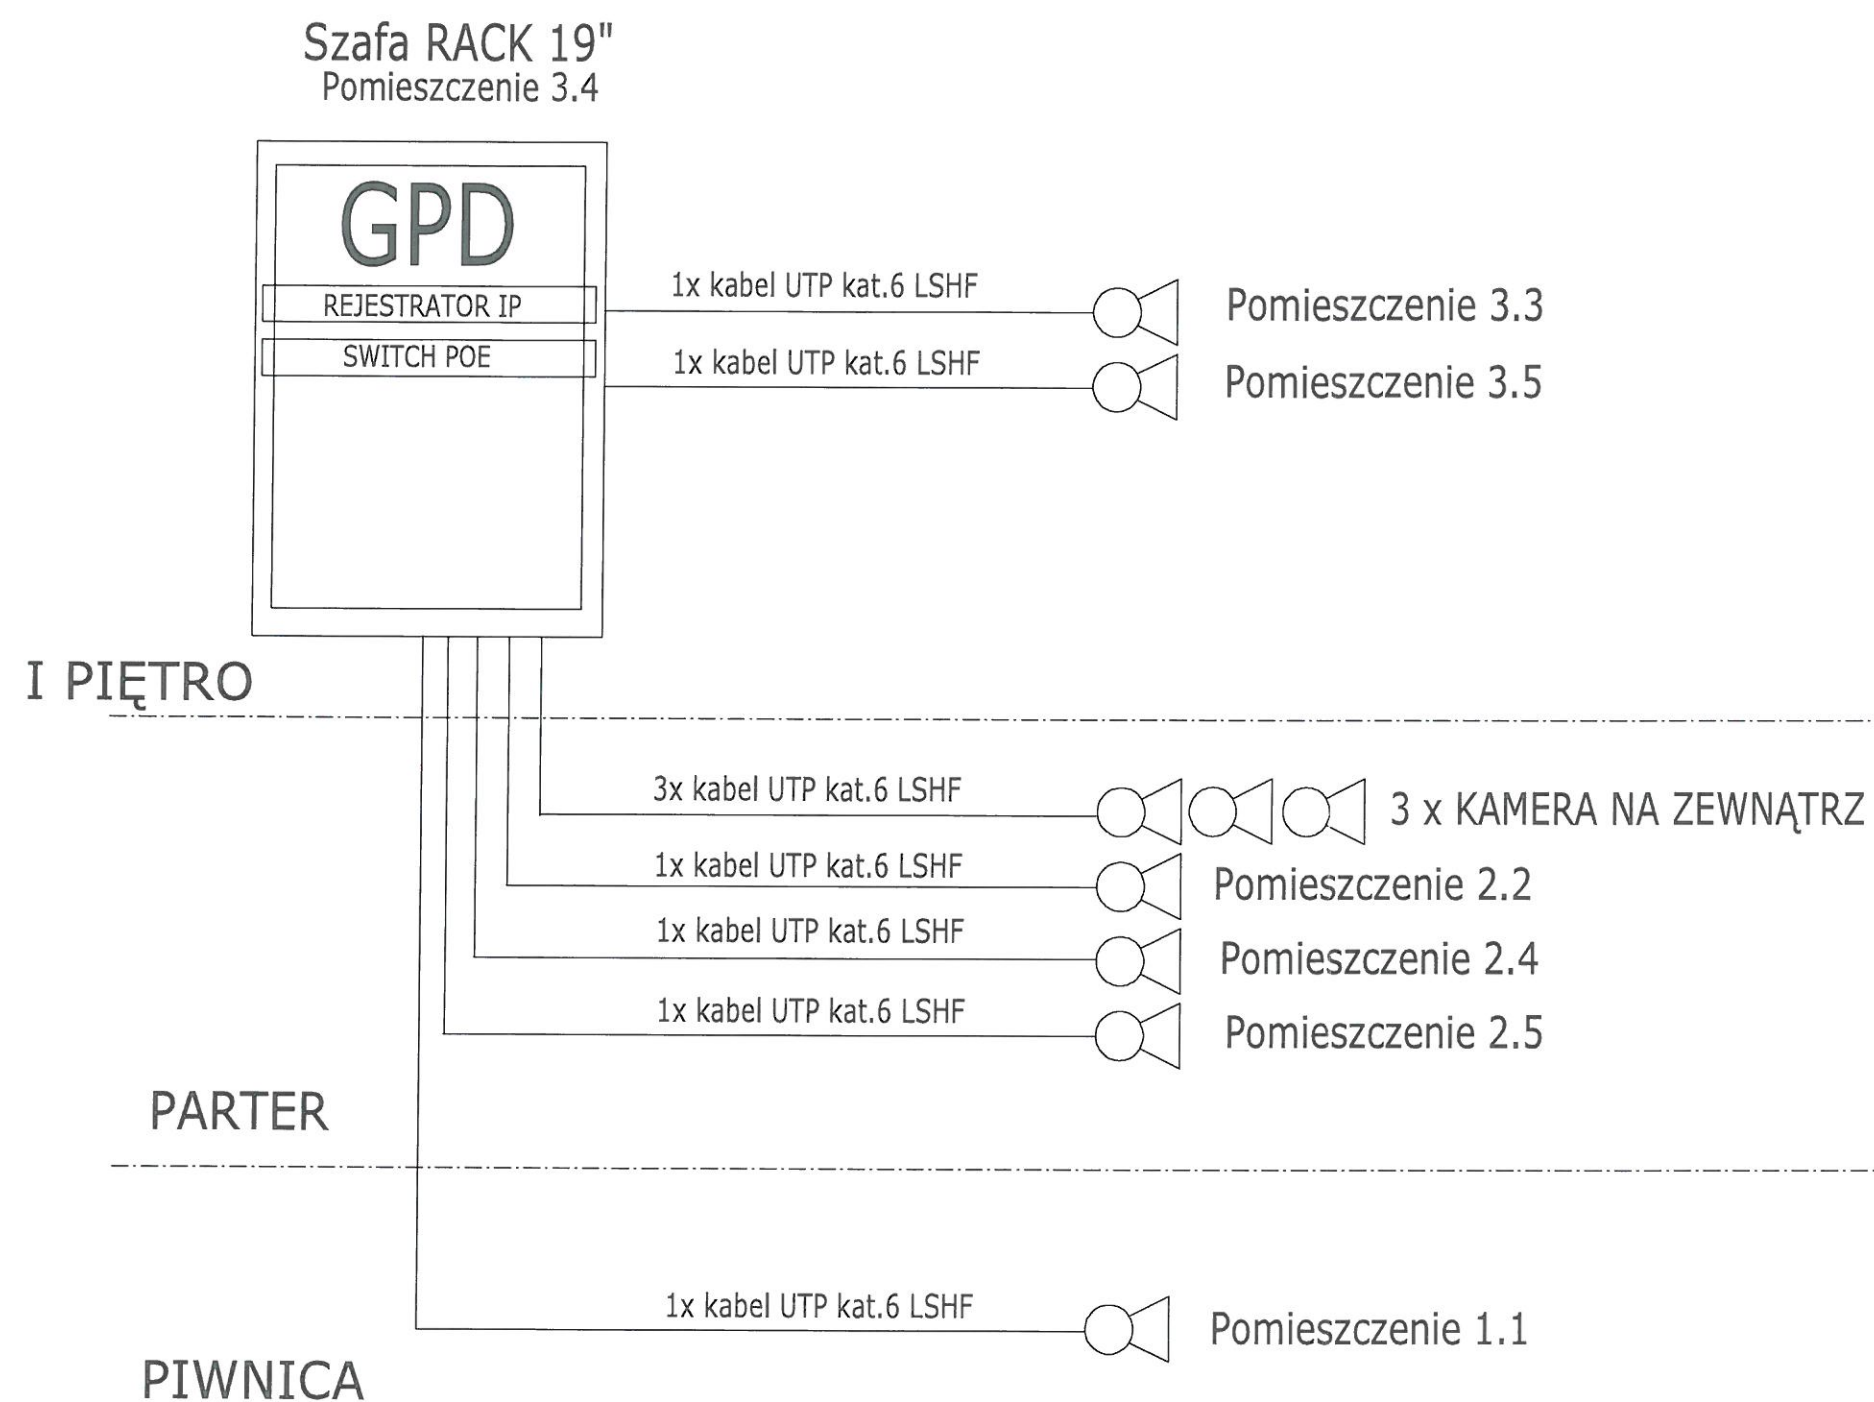 Szafa RACK 19"
Pomieszczenie 3.4
GPD
REJESTRATOR IP
SWITCH POE
1x kabel UTP kat.6 LSHF
Pomieszczenie 3.3
1x kabel UTP kat.6 LSHF
Pomieszczenie 3.5
I PIĘTRO
3x kabel UTP kat.6 LSHF
3 x KAMERA NA ZEWNĄTRZ
1x kabel UTP kat.6 LSHF
Pomieszczenie 2.2
1x kabel UTP kat.6 LSHF
Pomieszczenie 2.4
1x kabel UTP kat.6 LSHF
Pomieszczenie 2.5
PARTER
1x kabel UTP kat.6 LSHF
Pomieszczenie 1.1
PIWNICA